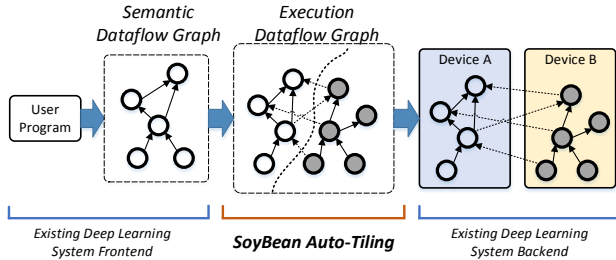 Semantic
Dataflow Graph
Execution
Dataflow Graph
Device A
Device B
User
Program
Existing Deep Learning
System Frontend
SoyBean Auto-Tiling
Existing Deep Learning
System Backend